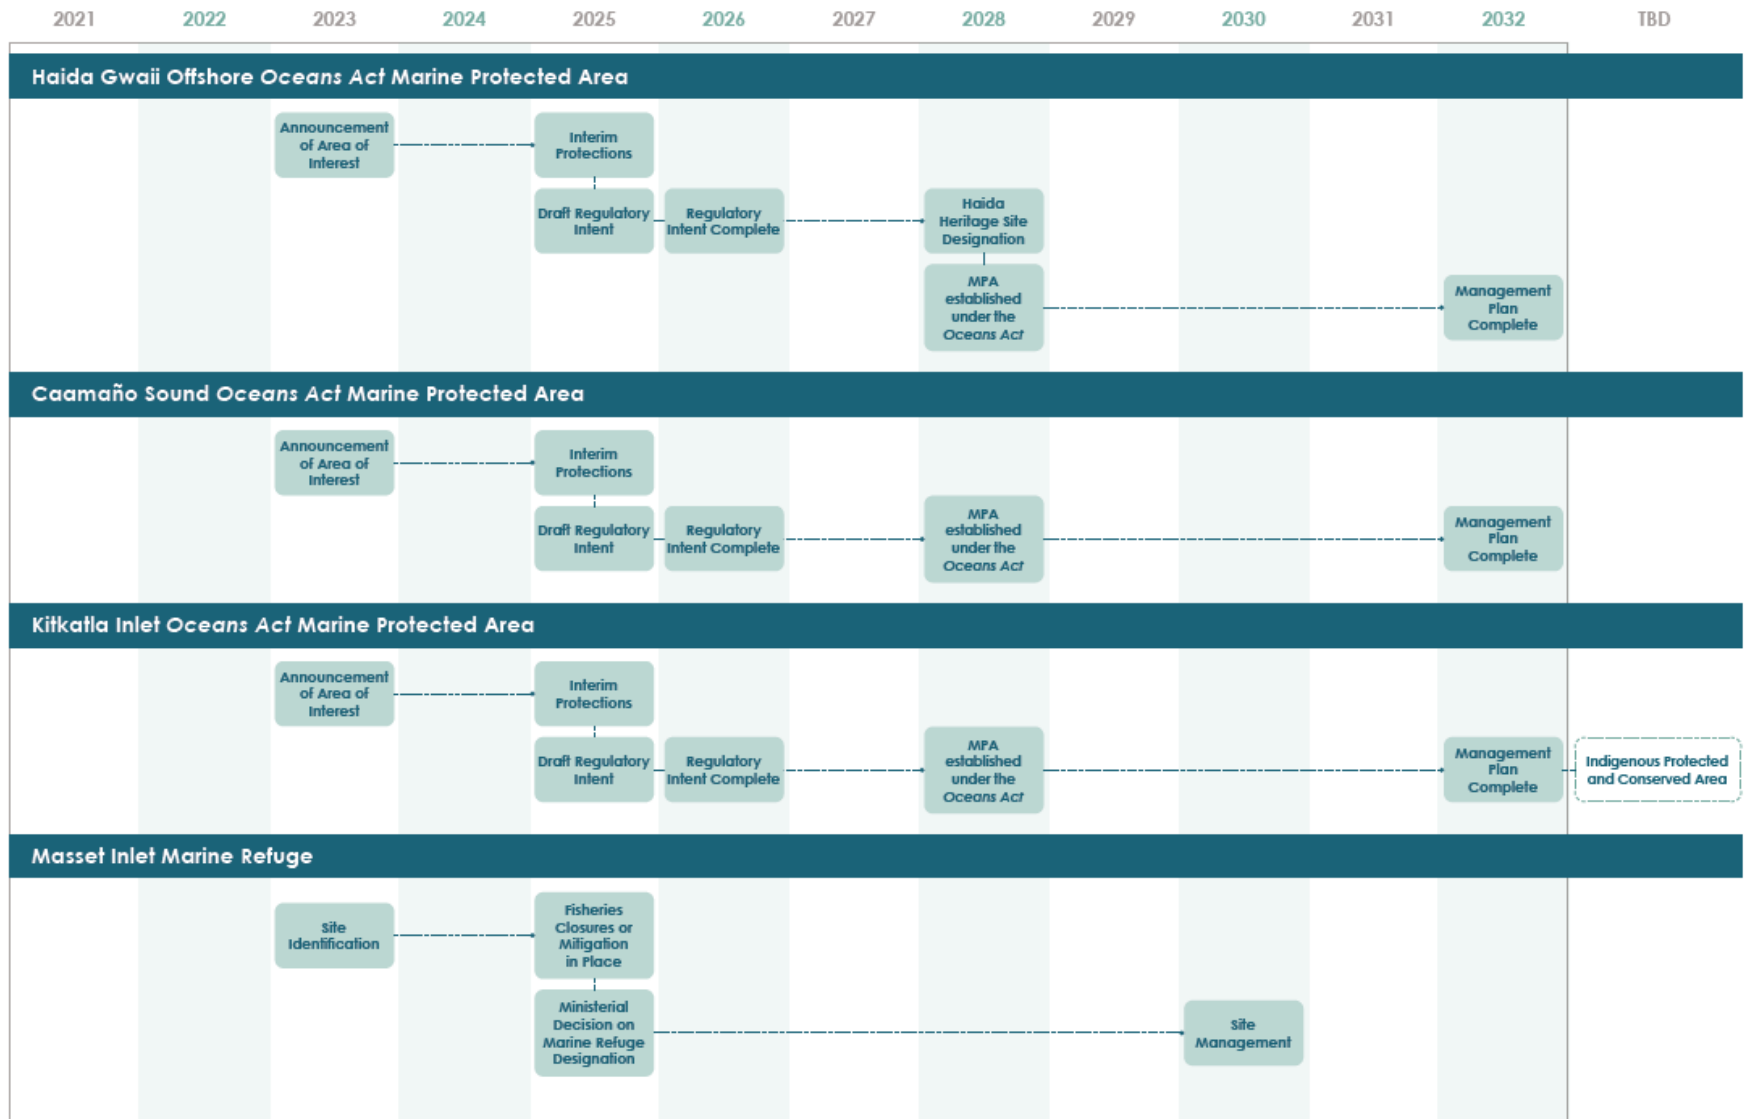 2021 2022 2023 2024 2025 2026 2027 2028 2029 2030 2031 2032 TBD
Haida Gwaii Offshore Oceans Act Marine Protected Area
Announcement
of Area of
Interest
Interim
Protections
Draft Regulatory
Intent
Regulatory
Intent Complete
Haida
Heritage Site
Designation
MPA
established
under the
Oceans Act
Management
Plan
Complete
Caamaño Sound Oceans Act Marine Protected Area
Announcement
of Area of
Interest
Interim
Protections
Draft Regulatory
Intent
Regulatory
Intent Complete
MPA
established
under the
Oceans Act
Management
Plan
Complete
Kitkatla Inlet Oceans Act Marine Protected Area
Announcement
of Area of
Interest
Interim
Protections
Draft Regulatory
Intent
Regulatory
Intent Complete
MPA
established
under the
Oceans Act
Management
Plan
Complete
Indigenous Protected
and Conserved Area
Masset Inlet Marine Refuge
Site
Identification
Fisheries
Closures or
Mitigation
in Place
Ministerial
Decision on
Marine Refuge
Designation
Site
Management